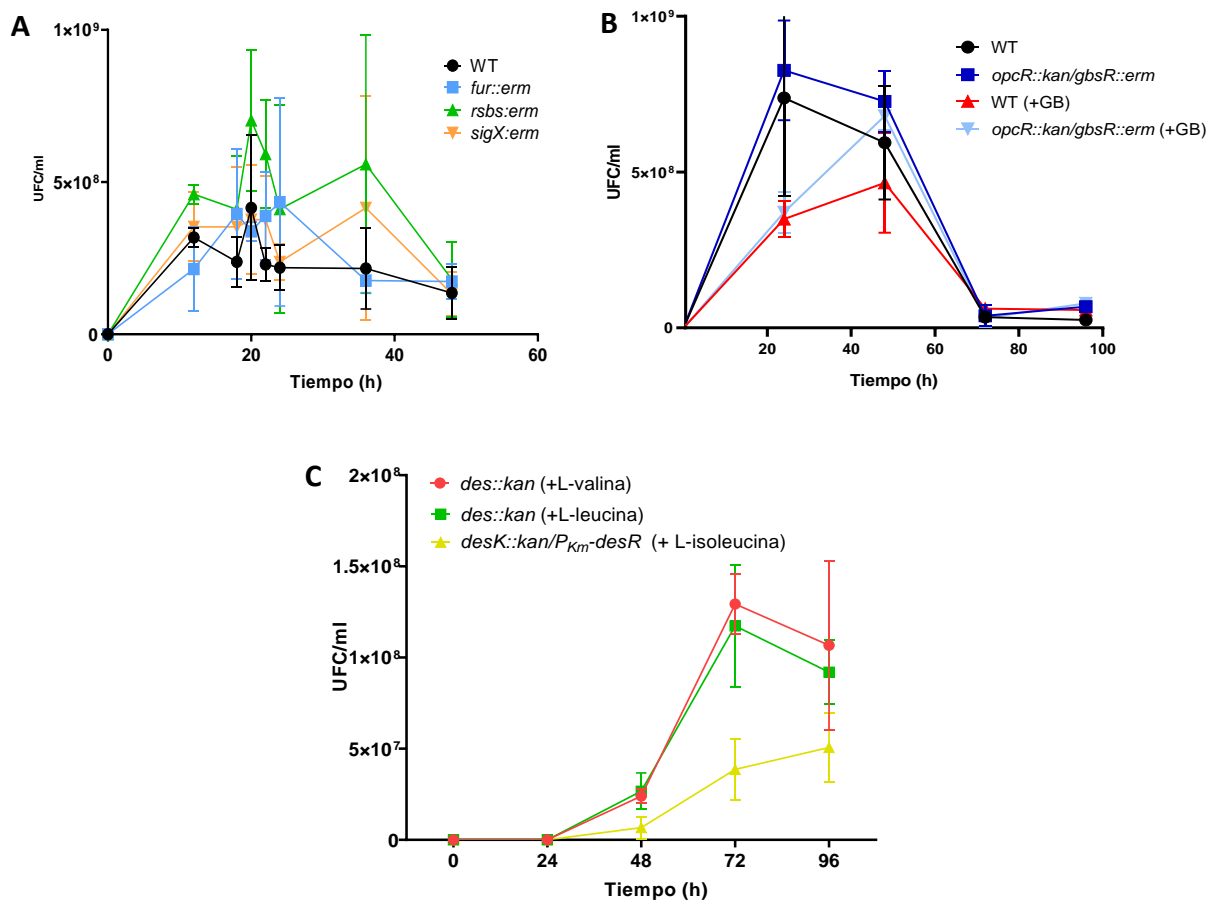 A
1×10⁹
5×10⁸
0
UFC/ml
0
20
40
60
Tiempo (h)
WT
fur::erm
rsbs:erm
sigX:erm
B
1×10⁹
5×10⁸
0
UFC/ml
20
40
60
80
100
Tiempo (h)
WT
opcR::kan/gbsR::erm
WT (+GB)
opcR::kan/gbsR::erm (+GB)
C
2×10⁸
1.5×10⁸
1×10⁸
5×10⁷
0
UFC/ml
0
24
48
72
96
Tiempo (h)
des::kan (+L-valina)
des::kan (+L-leucina)
desK::kan/PKm-desR (+ L-isoleucina)